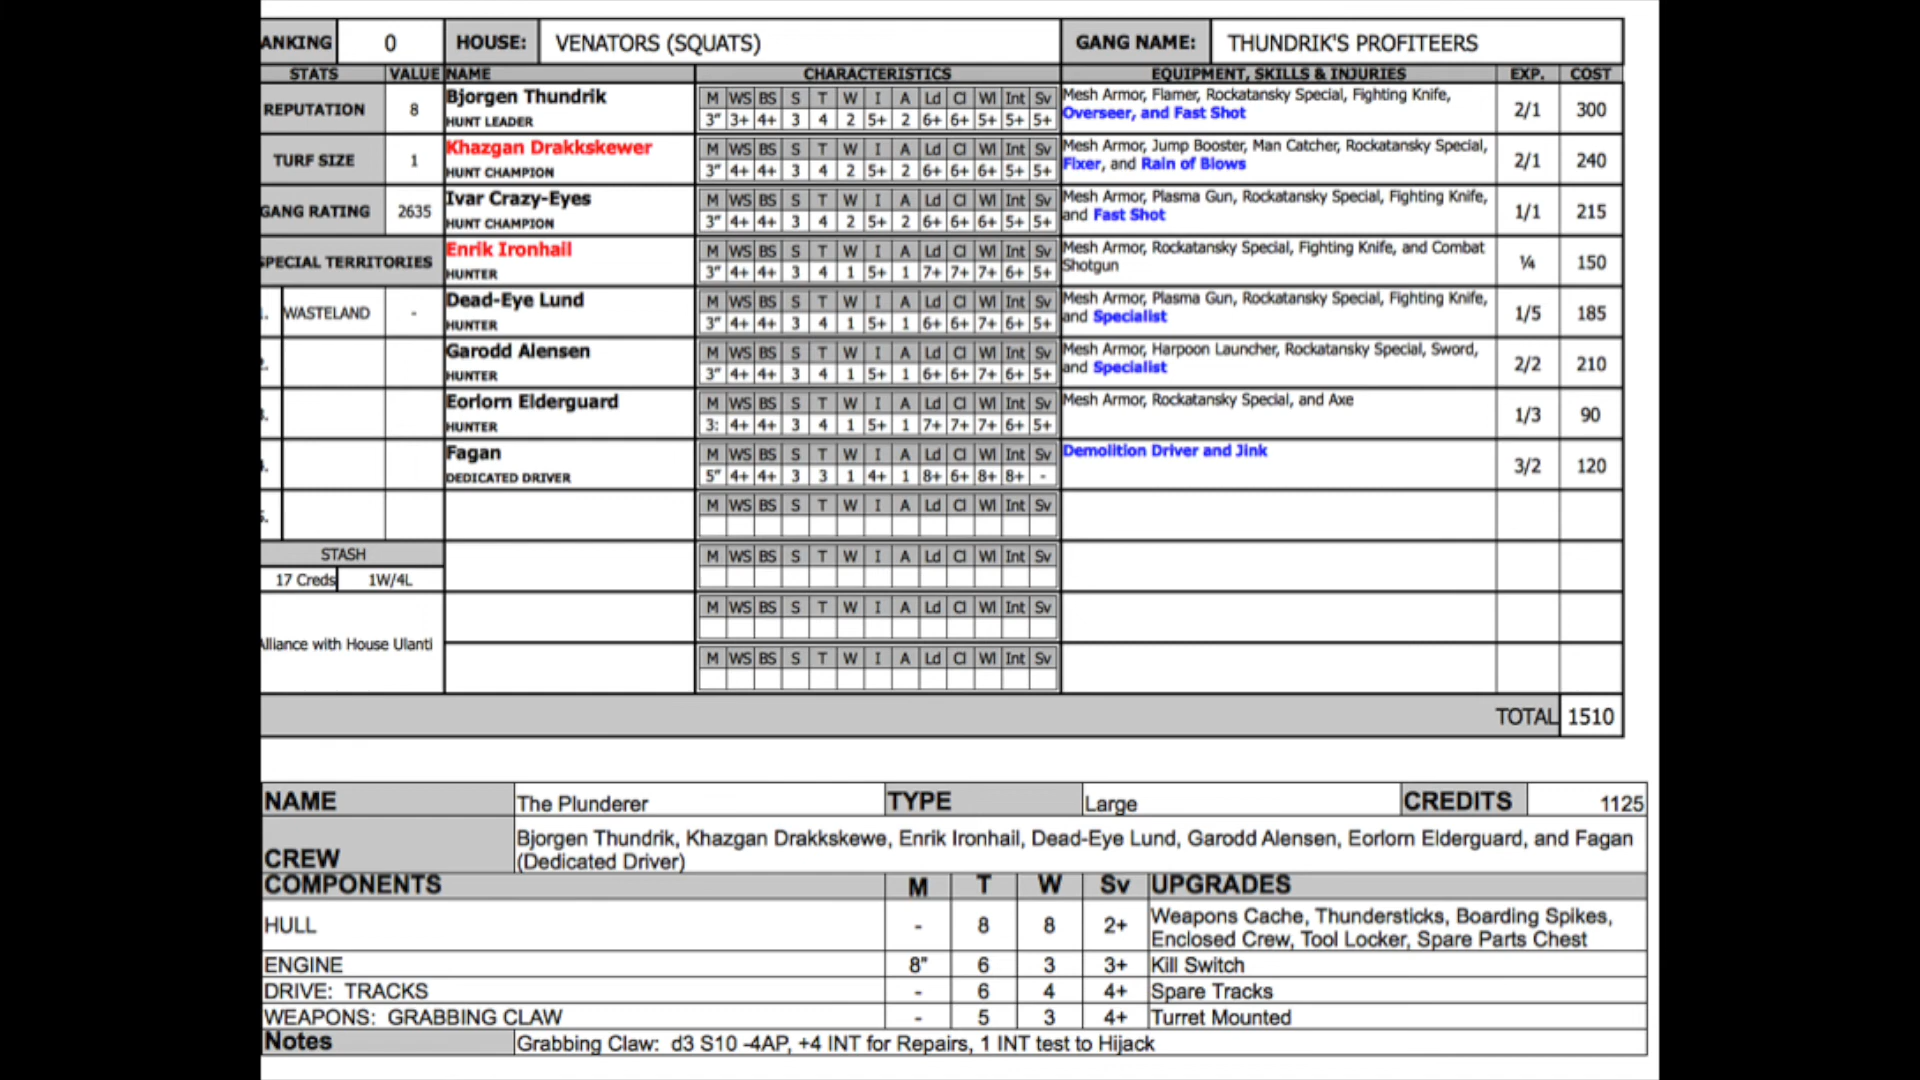 ANKING 0 HOUSE: VENATORS (SQUATS) GANG NAME: THUNDRIK'S PROFITEERS
STATS VALUE NAME CHARACTERISTICS EQUIPMENT, SKILLS & INJURIES EXP. COST
REPUTATION 8
Bjorgen Thundrik
HUNT LEADER
M WS BS S T W I A Ld Cl Wl Int Sv
3" 3+ 4+ 3 4 2 5+ 2 6+ 6+ 5+ 5+ 5+
Mesh Armor, Flamer, Rockatansky Special, Fighting Knife,
Overseer, and Fast Shot
2/1 300
TURF SIZE 1
Khazgan Drakkskewer
HUNT CHAMPION
M WS BS S T W I A Ld Cl Wl Int Sv
3" 4+ 4+ 3 4 2 5+ 2 6+ 6+ 6+ 5+ 5+
Mesh Armor, Jump Booster, Man Catcher, Rockatansky Special,
Fixer, and Rain of Blows
2/1 240
GANG RATING 2635
Ivar Crazy-Eyes
HUNT CHAMPION
M WS BS S T W I A Ld Cl Wl Int Sv
3" 4+ 4+ 3 4 2 5+ 2 6+ 6+ 6+ 5+ 5+
Mesh Armor, Plasma Gun, Rockatansky Special, Fighting Knife,
and Fast Shot
1/1 215
SPECIAL TERRITORIES
Enrik Ironhail
HUNTER
M WS BS S T W I A Ld Cl Wl Int Sv
3" 4+ 4+ 3 4 1 5+ 1 7+ 7+ 7+ 6+ 5+
Mesh Armor, Rockatansky Special, Fighting Knife, and Combat
Shotgun
¼ 150
1. WASTELAND -
Dead-Eye Lund
HUNTER
M WS BS S T W I A Ld Cl Wl Int Sv
3" 4+ 4+ 3 4 1 5+ 1 6+ 6+ 7+ 6+ 5+
Mesh Armor, Plasma Gun, Rockatansky Special, Fighting Knife,
and Specialist
1/5 185
2.
Garodd Alensen
HUNTER
M WS BS S T W I A Ld Cl Wl Int Sv
3" 4+ 4+ 3 4 1 5+ 1 6+ 6+ 7+ 6+ 5+
Mesh Armor, Harpoon Launcher, Rockatansky Special, Sword,
and Specialist
2/2 210
3.
Eorlorn Elderguard
HUNTER
M WS BS S T W I A Ld Cl Wl Int Sv
3: 4+ 4+ 3 4 1 5+ 1 7+ 7+ 7+ 6+ 5+
Mesh Armor, Rockatansky Special, and Axe
1/3 90
4.
Fagan
DEDICATED DRIVER
M WS BS S T W I A Ld Cl Wl Int Sv
5" 4+ 4+ 3 3 1 4+ 1 8+ 6+ 8+ 8+ -
Demolition Driver and Jink
3/2 120
5.
M WS BS S T W I A Ld Cl Wl Int Sv
STASH
17 Creds 1W/4L
M WS BS S T W I A Ld Cl Wl Int Sv
M WS BS S T W I A Ld Cl Wl Int Sv
Alliance with House Ulanti
M WS BS S T W I A Ld Cl Wl Int Sv
TOTAL 1510
NAME The Plunderer TYPE Large CREDITS 1125
CREW
Bjorgen Thundrik, Khazgan Drakkskewe, Enrik Ironhail, Dead-Eye Lund, Garodd Alensen, Eorlorn Elderguard, and Fagan
(Dedicated Driver)
COMPONENTS M T W Sv UPGRADES
HULL - 8 8 2+
Weapons Cache, Thundersticks, Boarding Spikes,
Enclosed Crew, Tool Locker, Spare Parts Chest
ENGINE 8" 6 3 3+ Kill Switch
DRIVE: TRACKS - 6 4 4+ Spare Tracks
WEAPONS: GRABBING CLAW - 5 3 4+ Turret Mounted
Notes Grabbing Claw: d3 S10 -4AP, +4 INT for Repairs, 1 INT test to Hijack